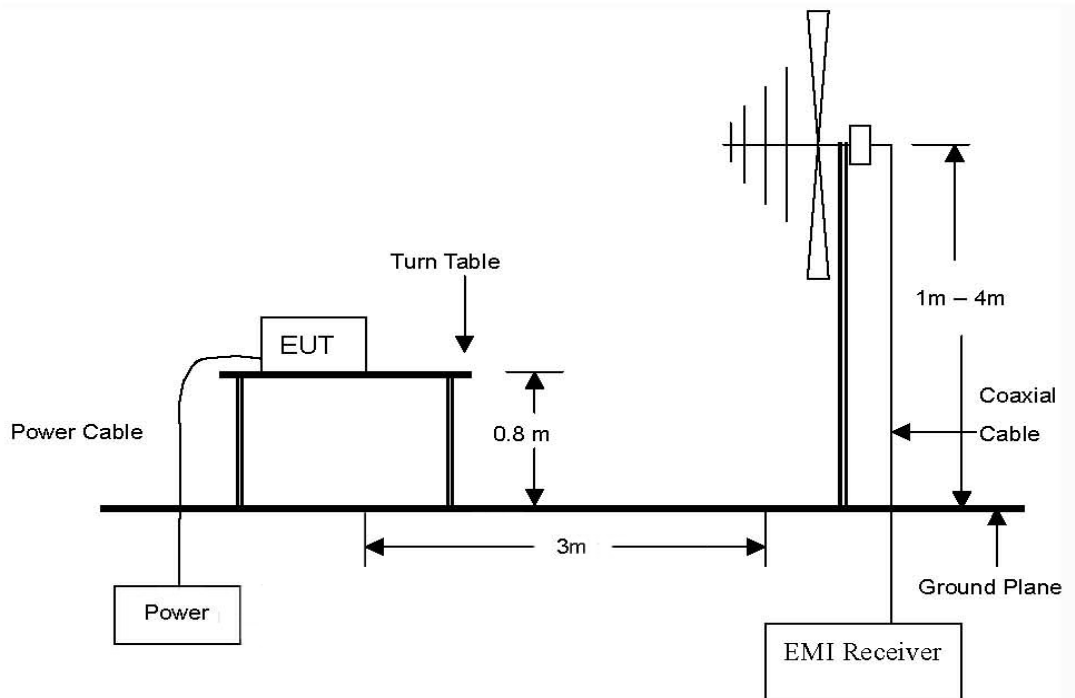 Turn Table
EUT
1m – 4m
Power Cable
0.8 m
Coaxial
Cable
3m
Ground Plane
Power
EMI Receiver